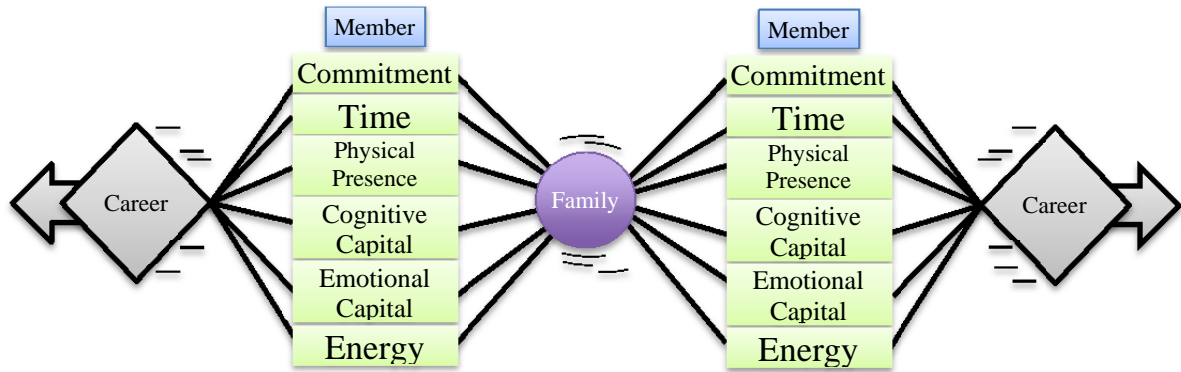 Member
Commitment
Time
Physical
Presence
Cognitive
Capital
Emotional
Capital
Energy
Career
Family
Member
Commitment
Time
Physical
Presence
Cognitive
Capital
Emotional
Capital
Energy
Career